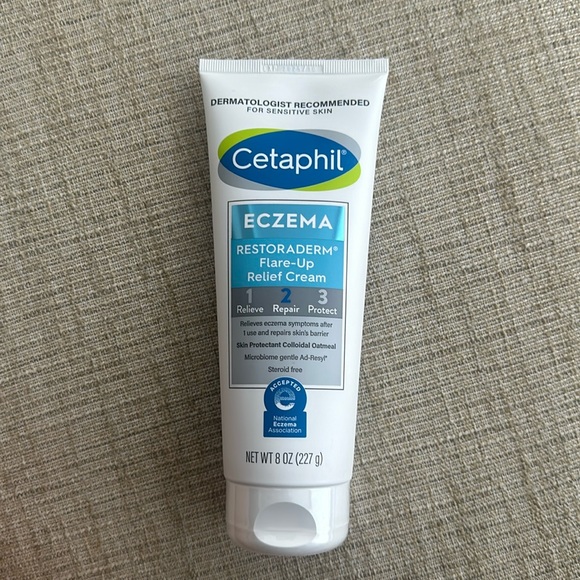 DERMATOLOGIST RECOMMENDED
FOR SENSITIVE SKIN
Cetaphil®
ECZEMA
RESTORADERM®
Flare-Up
Relief Cream
1 2 3
Relieve Repair Protect
Relieves eczema symptoms after
1 use and repairs skin's barrier
Skin Protectant Colloidal Oatmeal
Microbiome gentle Ad-Resyl*
Steroid free
ACCEPTED
e
National
Eczema
Association
NET WT 8 OZ (227 g)